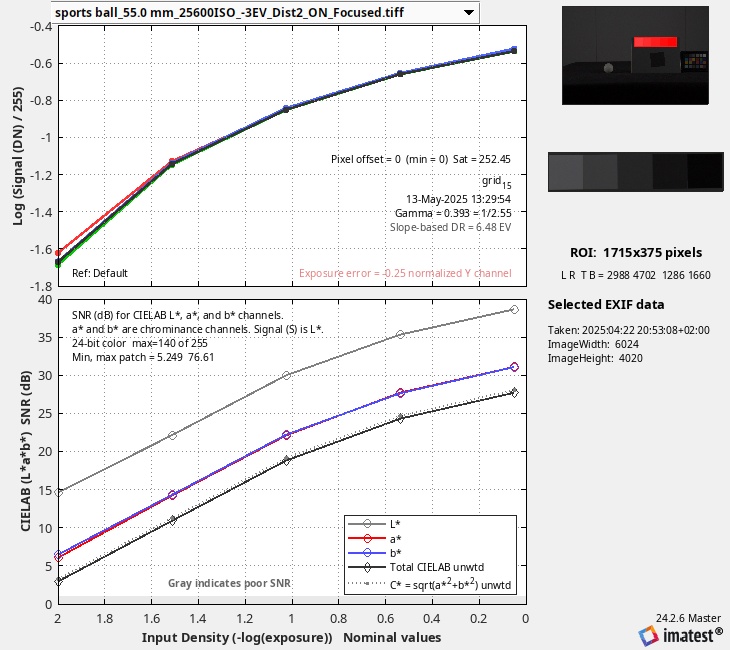 sports ball_55.0 mm_25600ISO_-3EV_Dist2_ON_Focused.tiff
-0.4
-0.6
-0.8
-1
-1.2
-1.4
-1.6
-1.8
Log (Signal (DN) / 255)
Pixel offset = 0 (min = 0) Sat = 252.45
grid15
13-May-2025 13:29:54
Gamma = 0.393 = 1/2.55
Slope-based DR = 6.48 EV
Ref: Default
Exposure error = -0.25 normalized Y channel
40
35
30
25
20
15
10
5
0
CIELAB (L*a*b*) SNR (dB)
SNR (dB) for CIELAB L*, a*, and b* channels.
a* and b* are chrominance channels. Signal (S) is L*.
24-bit color max=140 of 255
Min, max patch = 5.249 76.61
L*
a*
b*
Total CIELAB unwtd
C* = sqrt(a*2+b*2) unwtd
Gray indicates poor SNR
2 1.8 1.6 1.4 1.2 1 0.8 0.6 0.4 0.2 0
Input Density (-log(exposure)) Nominal values
ROI: 1715x375 pixels
L R T B = 2988 4702 1286 1660
Selected EXIF data
Taken: 2025:04:22 20:53:08+02:00
ImageWidth: 6024
ImageHeight: 4020
24.2.6 Master
imatest®